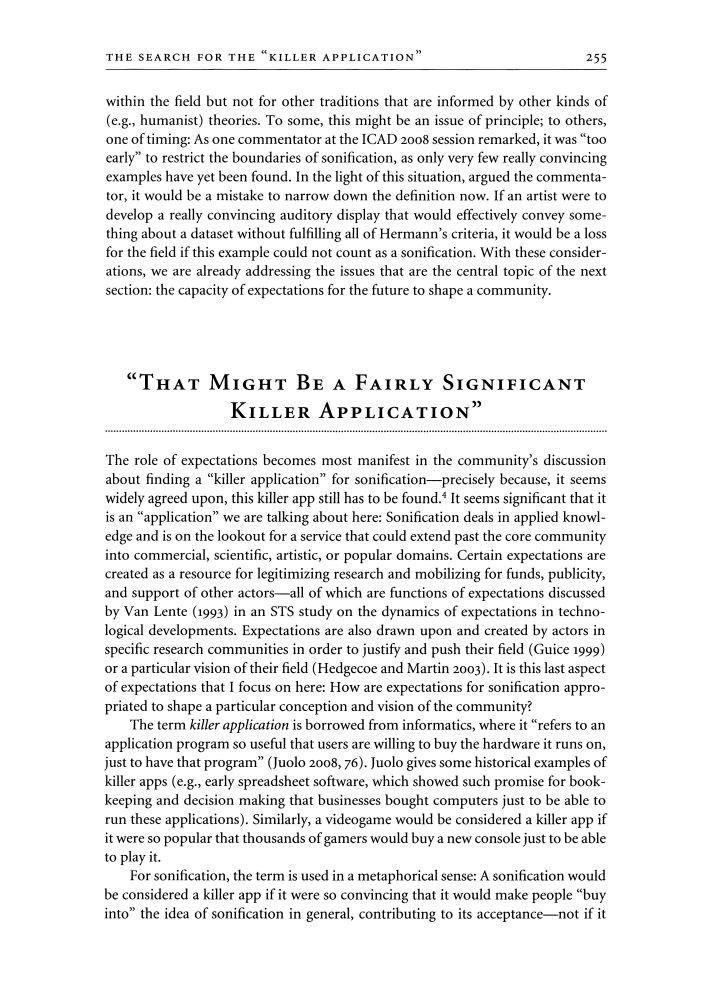 THE SEARCH FOR THE “KILLER APPLICATION” 255
within the field but not for other traditions that are informed by other kinds of
(e.g., humanist) theories. To some, this might be an issue of principle; to others,
one of timing: As one commentator at the ICAD 2008 session remarked, it was “too
early” to restrict the boundaries of sonification, as only very few really convincing
examples have yet been found. In the light of this situation, argued the commenta-
tor, it would be a mistake to narrow down the definition now. If an artist were to
develop a really convincing auditory display that would effectively convey some-
thing about a dataset without fulfilling all of Hermann’s criteria, it would be a loss
for the field if this example could not count as a sonification. With these consider-
ations, we are already addressing the issues that are the central topic of the next
section: the capacity of expectations for the future to shape a community.
“That Might Be a Fairly Significant
Killer Application”
The role of expectations becomes most manifest in the community’s discussion
about finding a “killer application” for sonification—precisely because, it seems
widely agreed upon, this killer app still has to be found.⁴ It seems significant that it
is an “application” we are talking about here: Sonification deals in applied knowl-
edge and is on the lookout for a service that could extend past the core community
into commercial, scientific, artistic, or popular domains. Certain expectations are
created as a resource for legitimizing research and mobilizing for funds, publicity,
and support of other actors—all of which are functions of expectations discussed
by Van Lente (1993) in an STS study on the dynamics of expectations in techno-
logical developments. Expectations are also drawn upon and created by actors in
specific research communities in order to justify and push their field (Guice 1999)
or a particular vision of their field (Hedgecoe and Martin 2003). It is this last aspect
of expectations that I focus on here: How are expectations for sonification appro-
priated to shape a particular conception and vision of the community?
The term killer application is borrowed from informatics, where it “refers to an
application program so useful that users are willing to buy the hardware it runs on,
just to have that program” (Juolo 2008, 76). Juolo gives some historical examples of
killer apps (e.g., early spreadsheet software, which showed such promise for book-
keeping and decision making that businesses bought computers just to be able to
run these applications). Similarly, a videogame would be considered a killer app if
it were so popular that thousands of gamers would buy a new console just to be able
to play it.
For sonification, the term is used in a metaphorical sense: A sonification would
be considered a killer app if it were so convincing that it would make people “buy
into” the idea of sonification in general, contributing to its acceptance—not if it